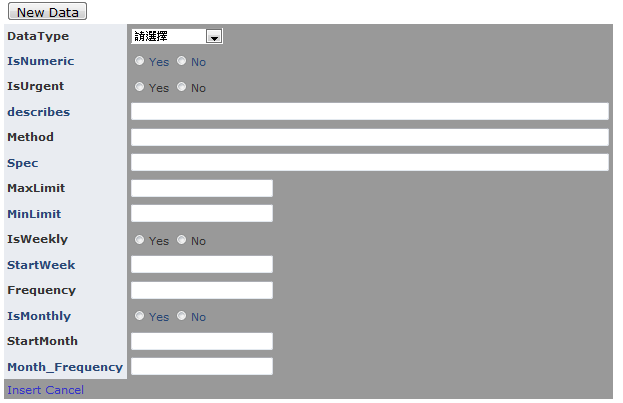 New Data
DataType 請選擇
IsNumeric Yes No
IsUrgent Yes No
describes
Method
Spec
MaxLimit
MinLimit
IsWeekly Yes No
StartWeek
Frequency
IsMonthly Yes No
StartMonth
Month_Frequency
Insert Cancel